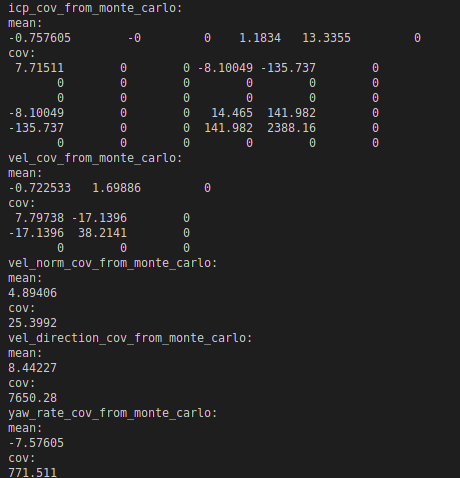 icp_cov_from_monte_carlo:
mean:
-0.757605 -0 0 1.1834 13.3355 0
cov:
7.71511 0 0 -8.10049 -135.737 0
0 0 0 0 0 0
0 0 0 0 0 0
-8.10049 0 0 14.465 141.982 0
-135.737 0 0 141.982 2388.16 0
0 0 0 0 0 0
vel_cov_from_monte_carlo:
mean:
-0.722533 1.69886 0
cov:
7.79738 -17.1396 0
-17.1396 38.2141 0
0 0 0
vel_norm_cov_from_monte_carlo:
mean:
4.89406
cov:
25.3992
vel_direction_cov_from_monte_carlo:
mean:
8.44227
cov:
7650.28
yaw_rate_cov_from_monte_carlo:
mean:
-7.57605
cov:
771.511